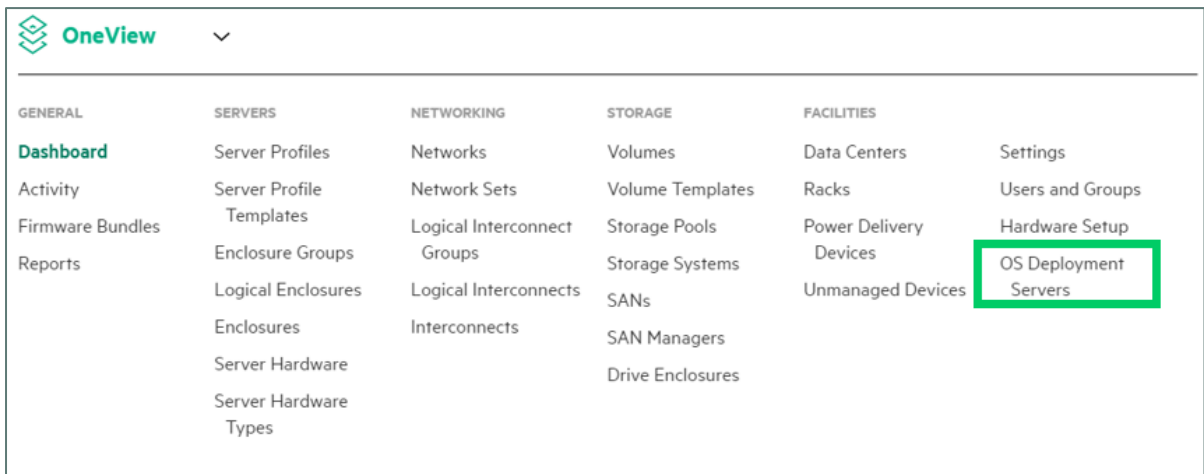 OneView
GENERAL
Dashboard
Activity
Firmware Bundles
Reports
SERVERS
Server Profiles
Server Profile
Templates
Enclosure Groups
Logical Enclosures
Enclosures
Server Hardware
Server Hardware
Types
NETWORKING
Networks
Network Sets
Logical Interconnect
Groups
Logical Interconnects
Interconnects
STORAGE
Volumes
Volume Templates
Storage Pools
Storage Systems
SANs
SAN Managers
Drive Enclosures
FACILITIES
Data Centers
Racks
Power Delivery
Devices
Unmanaged Devices
Settings
Users and Groups
Hardware Setup
OS Deployment
Servers